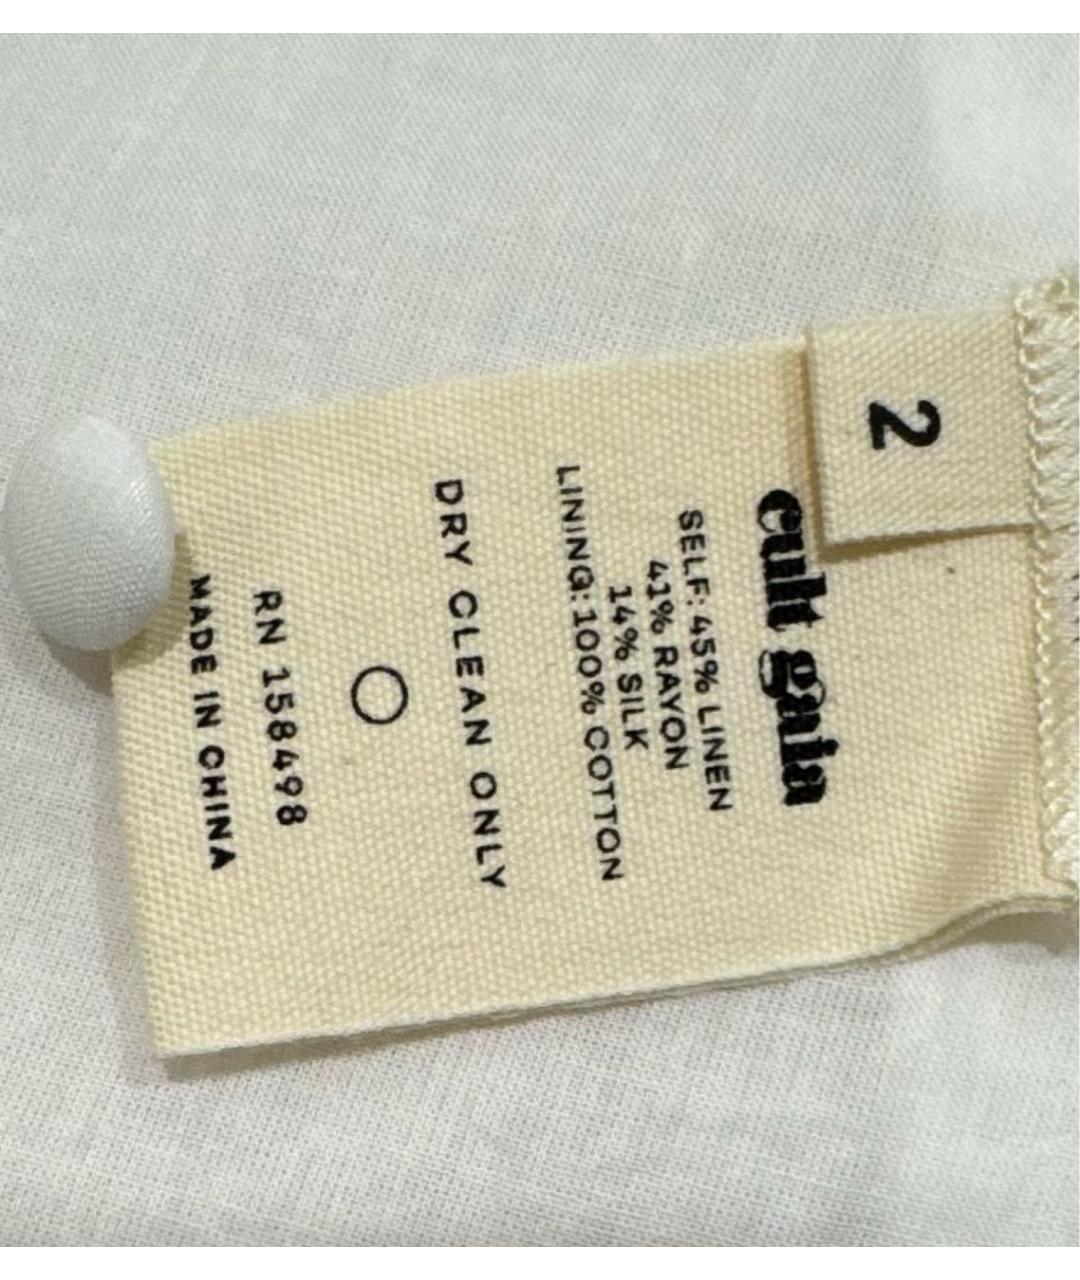 2
cult gaia
SELF: 45% LINEN
41% RAYON
14% SILK
LINING:100% COTTON
DRY CLEAN ONLY
RN 158498
MADE IN CHINA